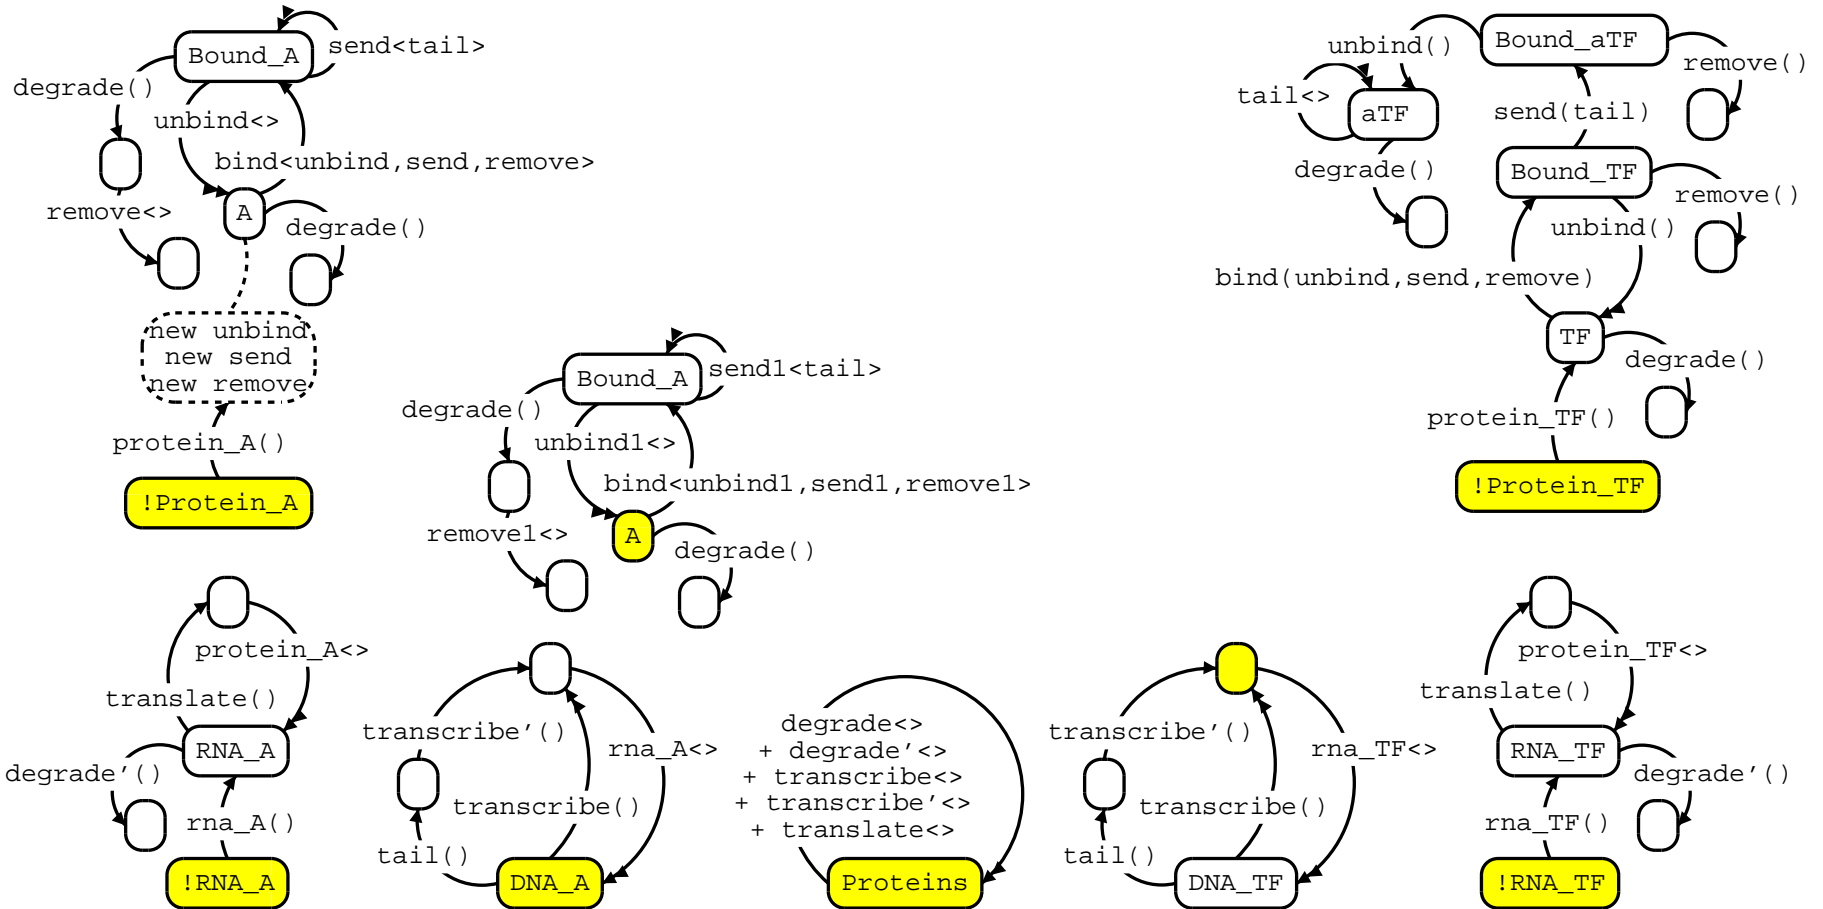 Bound_A
send<tail>
degrade()
unbind<>
bind<unbind,send,remove>
remove<>
A
degrade()
new unbind
new send
new remove
protein_A()
!Protein_A
Bound_A
send1<tail>
degrade()
unbind1<>
bind<unbind1,send1,remove1>
remove1<>
A
degrade()
unbind()
Bound_aTF
remove()
tail<>
aTF
send(tail)
degrade()
Bound_TF
remove()
unbind()
bind(unbind,send,remove)
TF
degrade()
protein_TF()
!Protein_TF
protein_A<>
translate()
RNA_A
degrade'()
rna_A()
!RNA_A
transcribe'()
rna_A<>
transcribe()
tail()
DNA_A
degrade<>
+ degrade'<>
+ transcribe<>
+ transcribe'<>
+ translate<>
Proteins
transcribe'()
rna_TF<>
transcribe()
tail()
DNA_TF
protein_TF<>
translate()
RNA_TF
degrade'()
rna_TF()
!RNA_TF